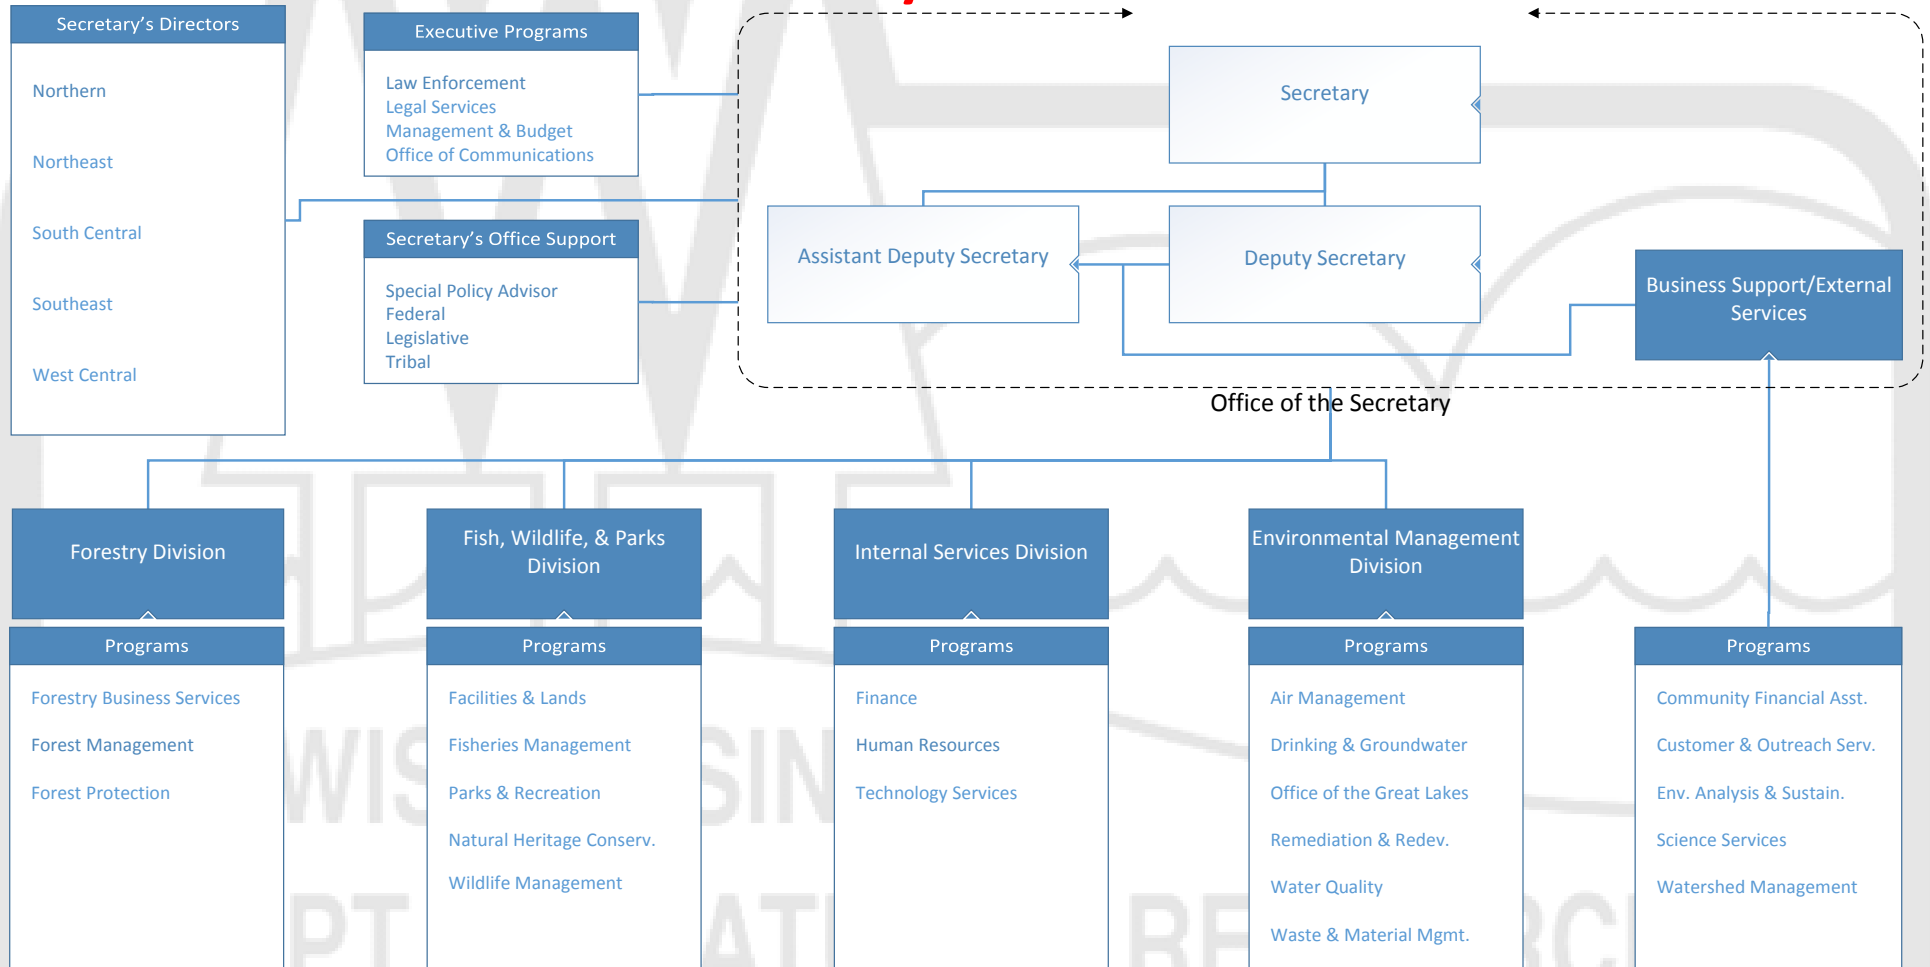 Secretary's Directors
Northern
Northeast
South Central
Southeast
West Central
Executive Programs
Law Enforcement
Legal Services
Management & Budget
Office of Communications
Secretary's Office Support
Special Policy Advisor
Federal
Legislative
Tribal
Secretary
Assistant Deputy Secretary
Deputy Secretary
Business Support/External
Services
Office of the Secretary
Forestry Division
Programs
Forestry Business Services
Forest Management
Forest Protection
Fish, Wildlife, & Parks
Division
Programs
Facilities & Lands
Fisheries Management
Parks & Recreation
Natural Heritage Conserv.
Wildlife Management
Internal Services Division
Programs
Finance
Human Resources
Technology Services
Environmental Management
Division
Programs
Air Management
Drinking & Groundwater
Office of the Great Lakes
Remediation & Redev.
Water Quality
Waste & Material Mgmt.
Programs
Community Financial Asst.
Customer & Outreach Serv.
Env. Analysis & Sustain.
Science Services
Watershed Management